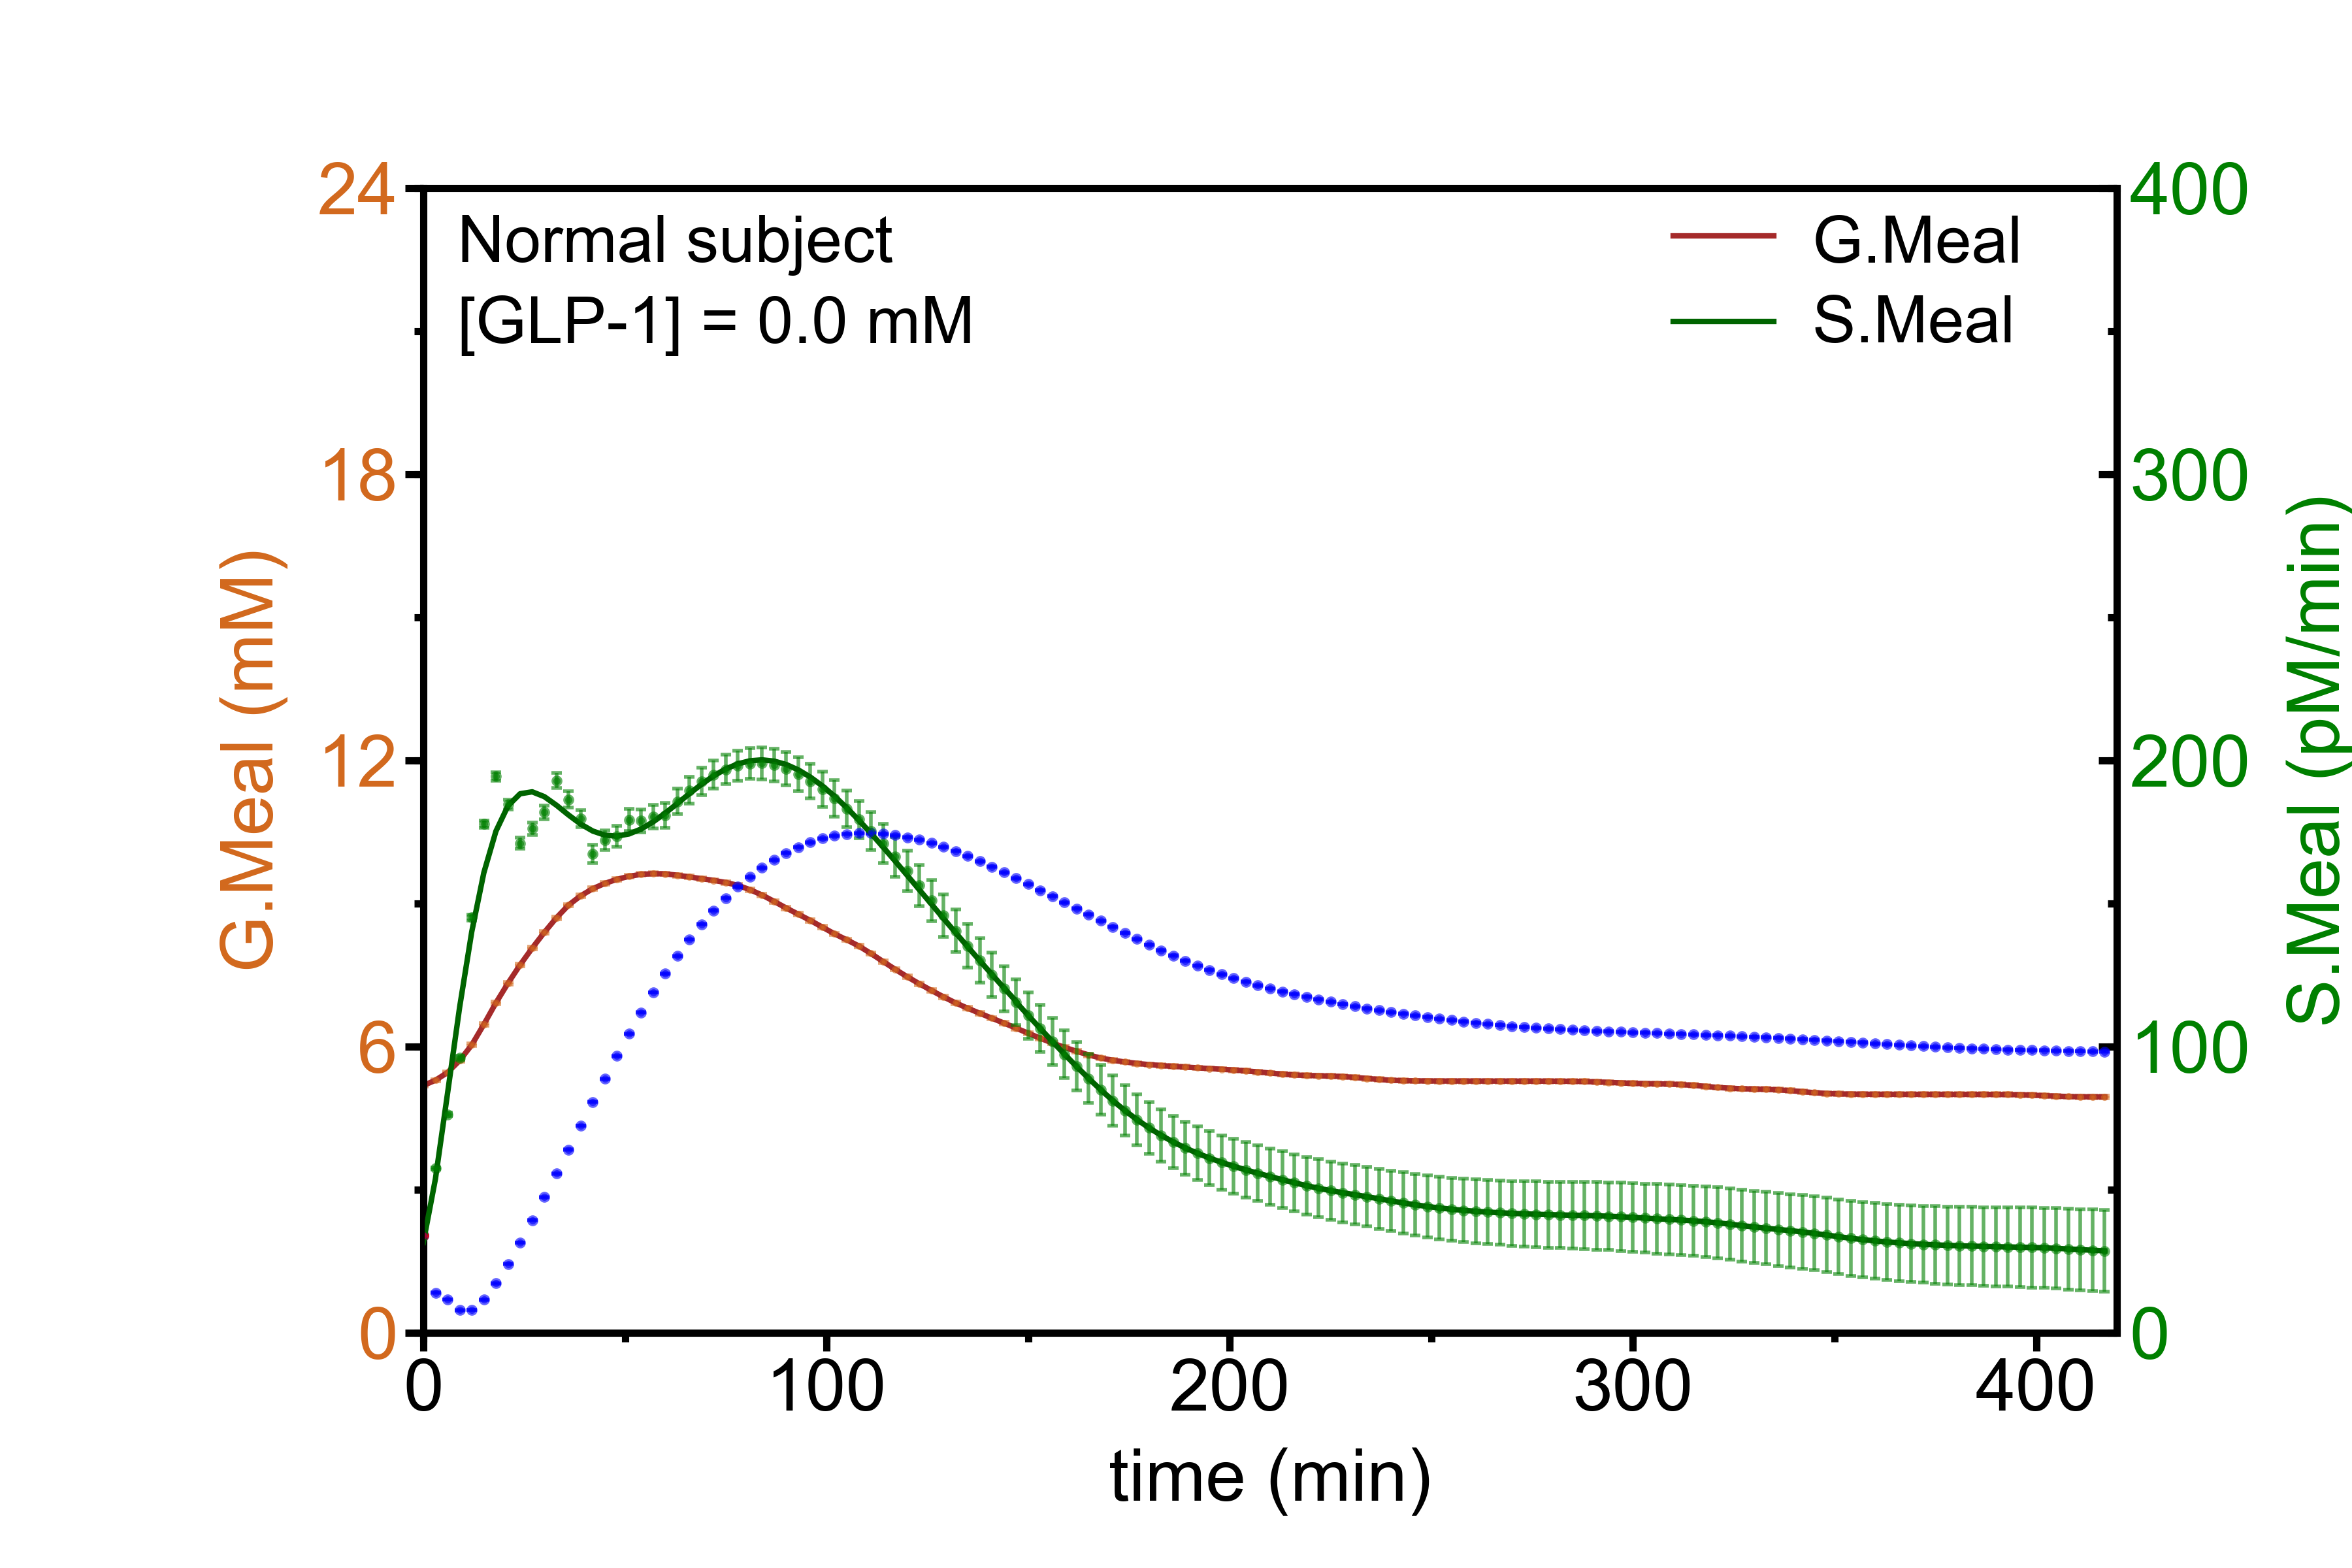 Normal subject
[GLP-1] = 0.0 mM
G.Meal
S.Meal
G.Meal (mM)
24
18
12
6
0
S.Meal (pM/min)
400
300
200
100
0
0 100 200 300 400
time (min)